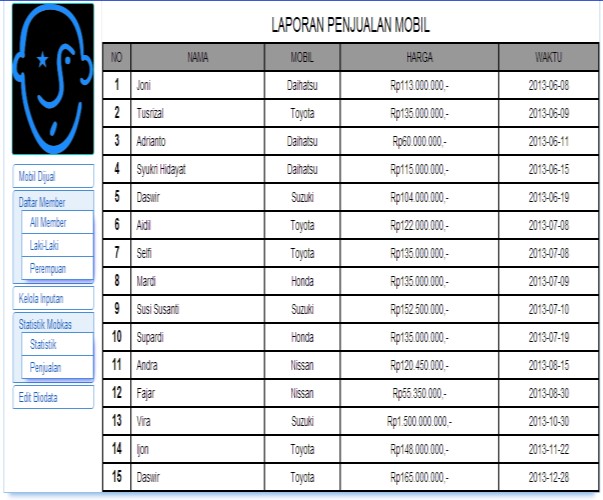 LAPORAN PENJUALAN MOBIL
Mobil Dijual
Daftar Member
All Member
Laki-Laki
Perempuan
Kelola Inputan
Statistik Mobkas
Statistik
Penjualan
Edit Biodata
NO NAMA MOBIL HARGA WAKTU
1 Joni Daihatsu Rp113.000.000,- 2013-06-08
2 Tusrizal Toyota Rp135.000.000,- 2013-06-09
3 Adrianto Daihatsu Rp60.000.000,- 2013-06-11
4 Syukri Hidayat Daihatsu Rp115.000.000,- 2013-06-15
5 Daswir Suzuki Rp104.000.000,- 2013-06-19
6 Aidil Toyota Rp122.000.000,- 2013-07-08
7 Selfi Toyota Rp135.000.000,- 2013-07-08
8 Mardi Honda Rp135.000.000,- 2013-07-09
9 Susi Susanti Suzuki Rp152.500.000,- 2013-07-10
10 Supardi Honda Rp135.000.000,- 2013-07-19
11 Andra Nissan Rp120.450.000,- 2013-08-15
12 Fajar Nissan Rp55.350.000,- 2013-08-30
13 Vira Suzuki Rp1.500.000.000,- 2013-10-30
14 Ijon Toyota Rp148.000.000,- 2013-11-22
15 Daswir Toyota Rp165.000.000,- 2013-12-28